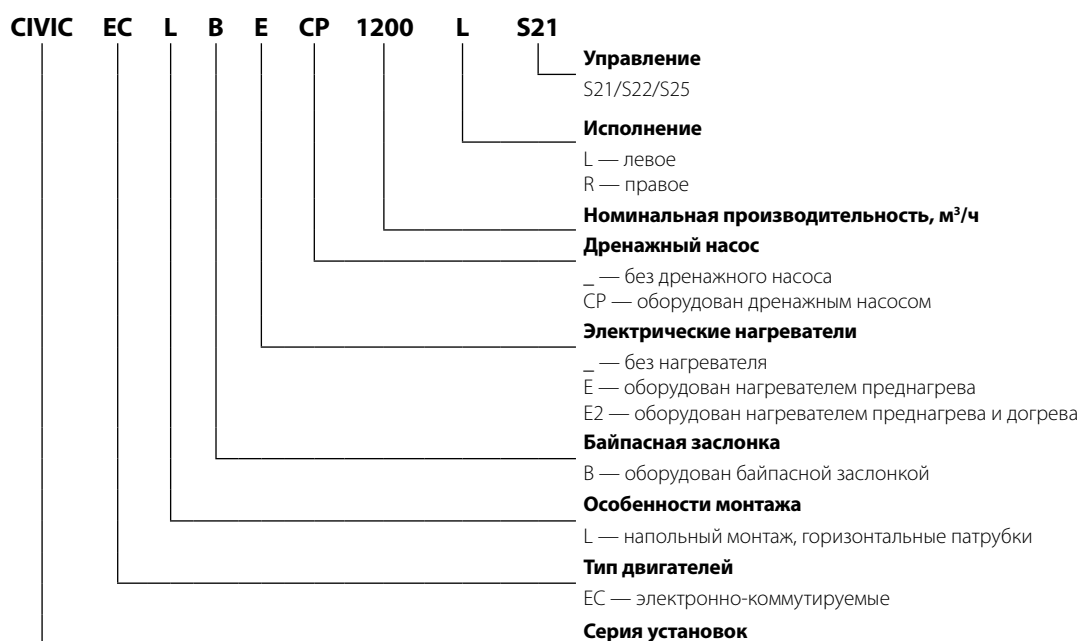 CIVIC EC L B E CP 1200 L S21
Управление
S21/S22/S25
Исполнение
L — левое
R — правое
Номинальная производительность, м³/ч
Дренажный насос
_ — без дренажного насоса
CP — оборудован дренажным насосом
Электрические нагреватели
_ — без нагревателя
E — оборудован нагревателем преднагрева
E2 — оборудован нагревателем преднагрева и догрева
Байпасная заслонка
B — оборудован байпасной заслонкой
Особенности монтажа
L — напольный монтаж, горизонтальные патрубки
Тип двигателей
EC — электронно-коммутируемые
Серия установок